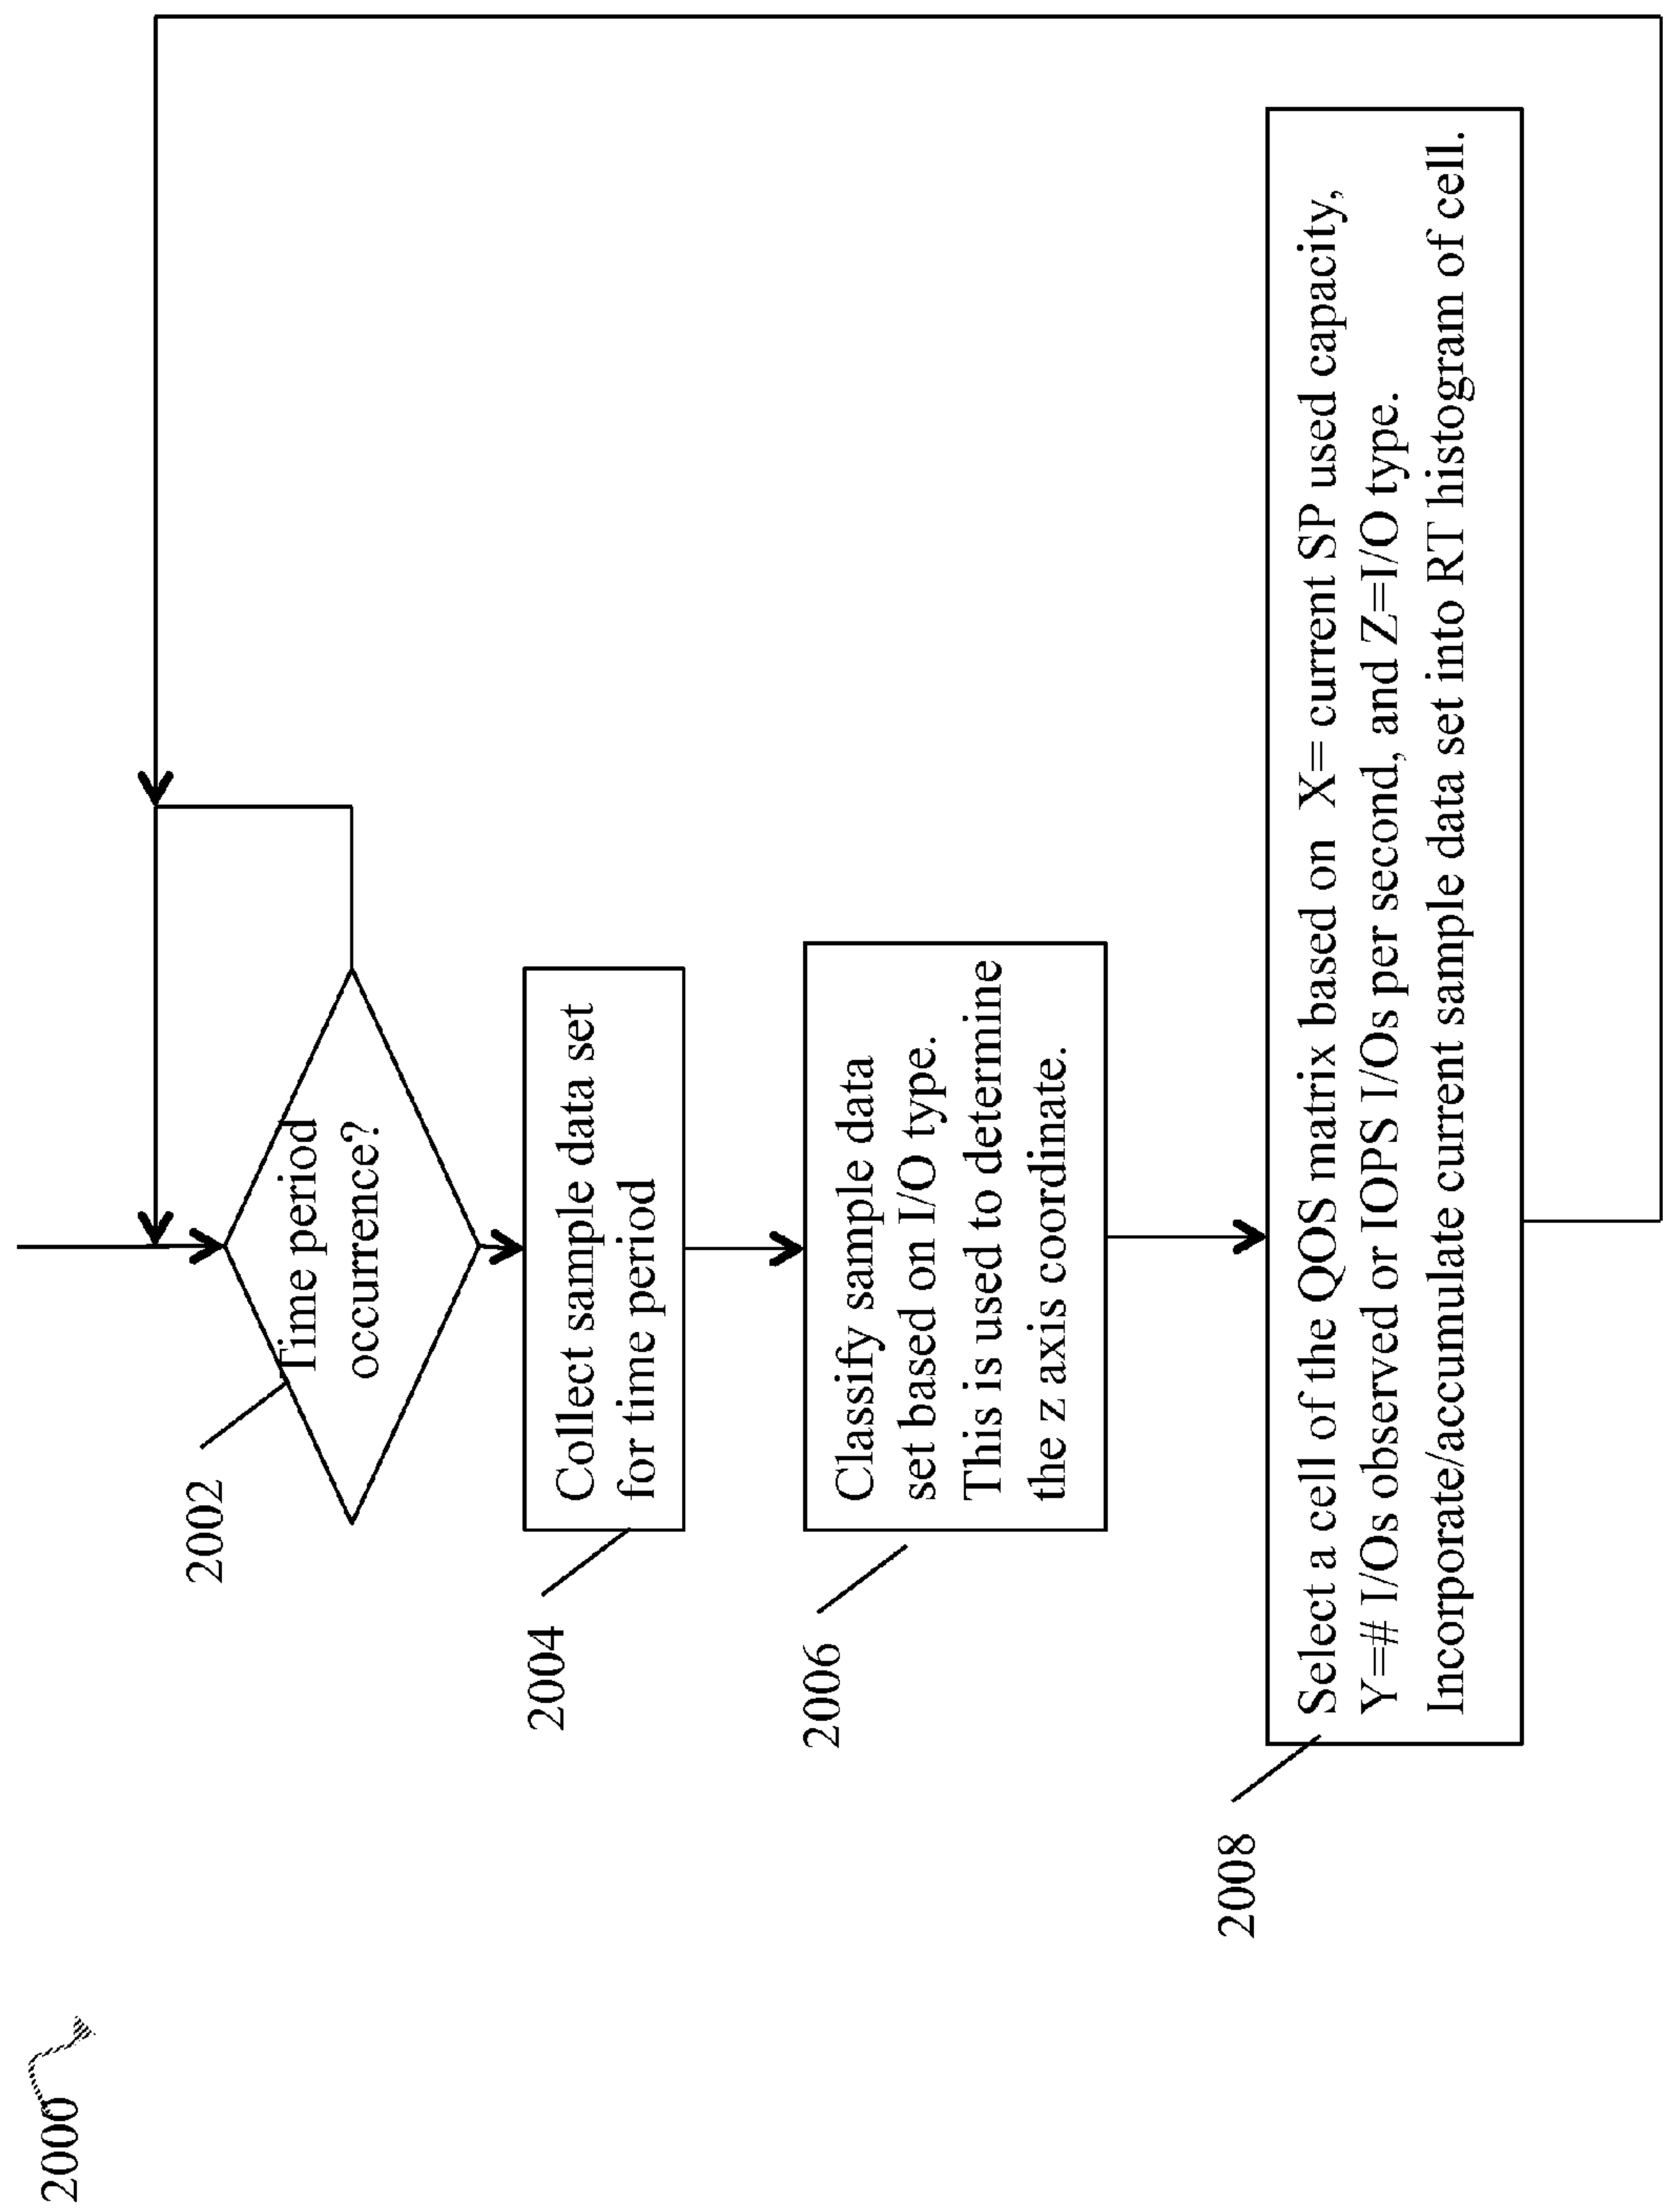 2000
2002
Time period
occurrence?
2004
Collect sample data set
for time period
2006
Classify sample data
set based on I/O type.
This is used to determine
the z axis coordinate.
2008
Select a cell of the QOS matrix based on X= current SP used capacity,
Y=# I/Os observed or IOPS I/Os per second, and Z=I/O type.
Incorporate/accumulate current sample data set into RT histogram of cell.